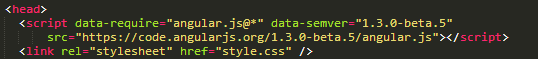 <head>
<script data-require="angular.js@*" data-semver="1.3.0-beta.5"
src="https://code.angularjs.org/1.3.0-beta.5/angular.js"></script>
<link rel="stylesheet" href="style.css" />